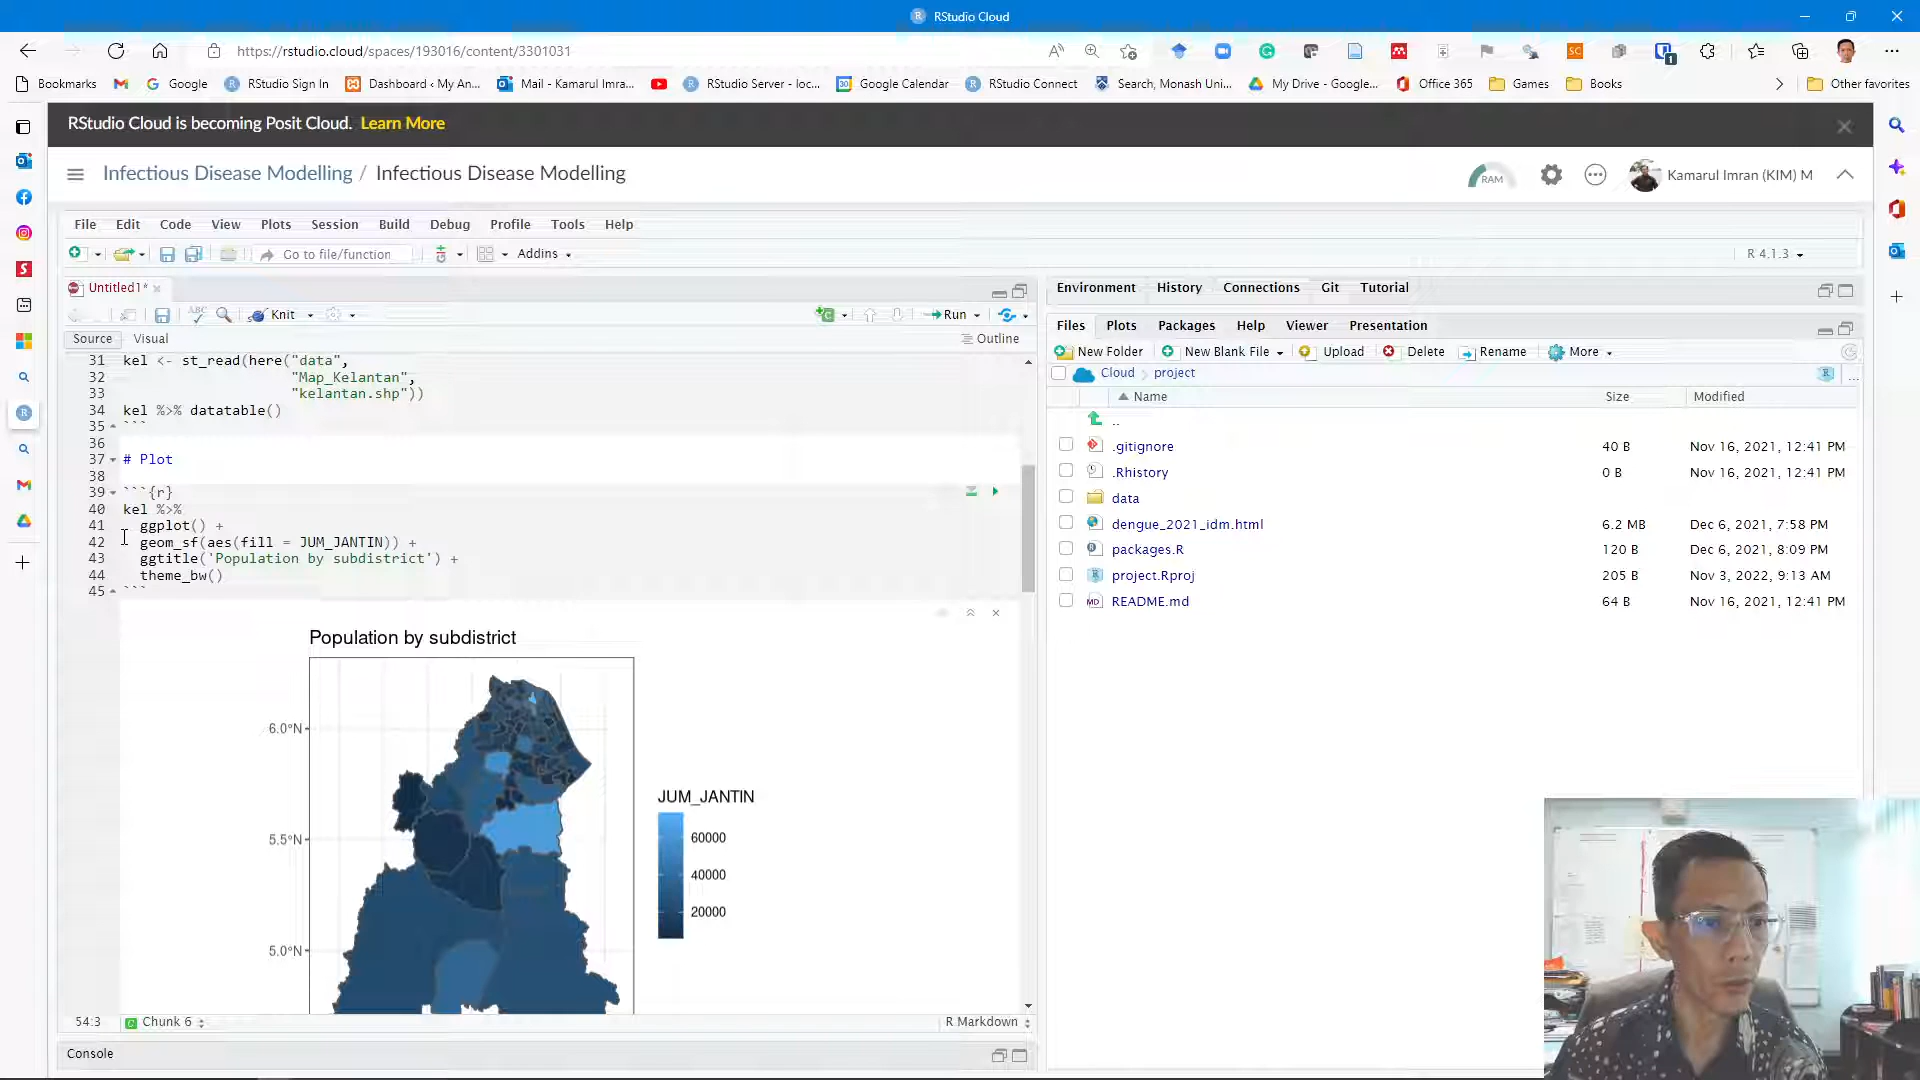 RStudio Cloud
https://rstudio.cloud/spaces/193016/content/3301031
Bookmarks
Google
RStudio Sign In
Dashboard ‹ My An...
Mail - Kamarul Imra...
RStudio Server - loc...
Google Calendar
RStudio Connect
Search, Monash Uni...
My Drive - Google...
Office 365
Games
Books
Other favorites
RStudio Cloud is becoming Posit Cloud. Learn More
Infectious Disease Modelling / Infectious Disease Modelling
RAM
Kamarul Imran (KIM) M
File Edit Code View Plots Session Build Debug Profile Tools Help
Go to file/function
Addins
R 4.1.3
Untitled1*
Knit
Run
Source Visual
Outline
31 kel <- st_read(here("data",
32 "Map_Kelantan",
33 "kelantan.shp"))
34 kel %>% datatable()
35 ```
36
37 # Plot
38
39 ```{r}
40 kel %>%
41 ggplot() +
42 geom_sf(aes(fill = JUM_JANTIN)) +
43 ggtitle('Population by subdistrict') +
44 theme_bw()
45 ```
Population by subdistrict
6.0°N
5.5°N
5.0°N
JUM_JANTIN
60000
40000
20000
54:3
Chunk 6
R Markdown
Console
Environment History Connections Git Tutorial
Files Plots Packages Help Viewer Presentation
New Folder New Blank File Upload Delete Rename More
Cloud project
Name Size Modified
..
.gitignore 40 B Nov 16, 2021, 12:41 PM
.Rhistory 0 B Nov 16, 2021, 12:41 PM
data
dengue_2021_idm.html 6.2 MB Dec 6, 2021, 7:58 PM
packages.R 120 B Dec 6, 2021, 8:09 PM
project.Rproj 205 B Nov 3, 2022, 9:13 AM
README.md 64 B Nov 16, 2021, 12:41 PM